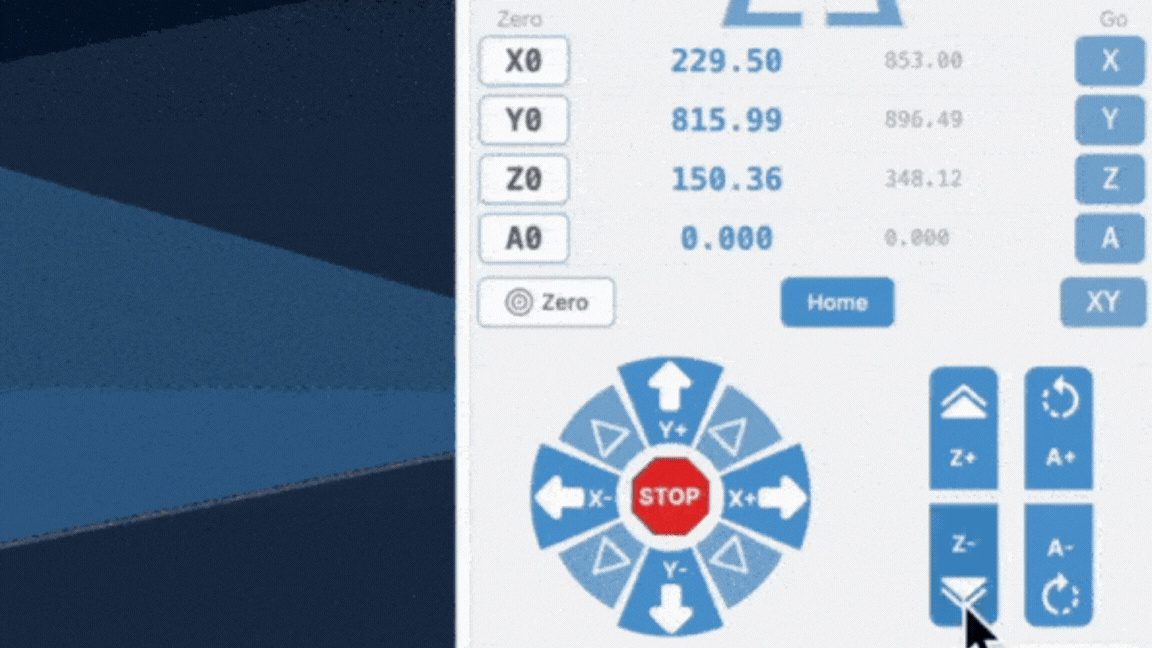 Zero Go
X0 229.50 853.00 X
Y0 815.99 896.49 Y
Z0 150.36 348.12 Z
A0 0.000 0.000 A
Zero Home XY
Y+
X- STOP X+
Y-
Z+ A+
Z- A-